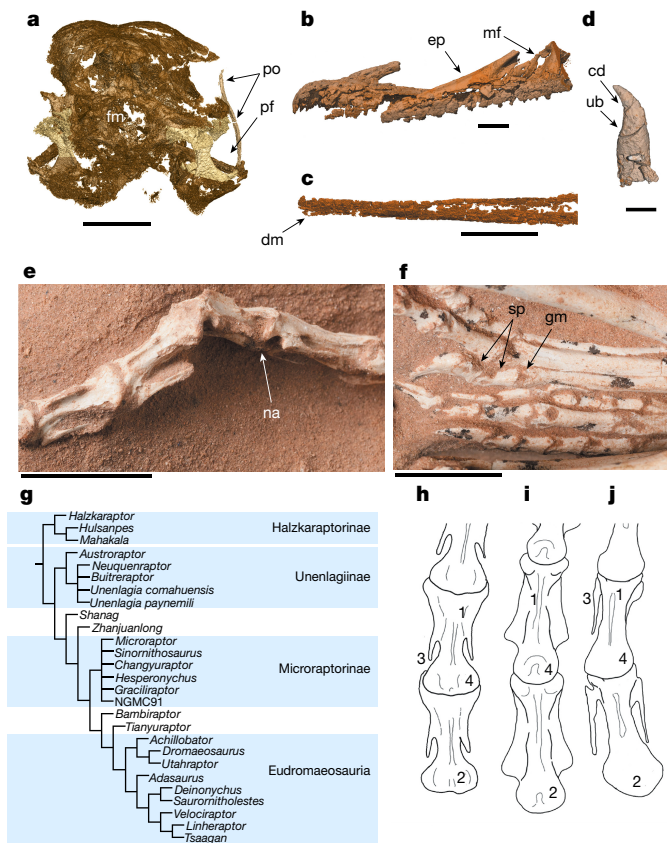 a
po
fm
pf
b
ep
mf
c
dm
d
cd
ub
e
na
f
sp
gm
g
Halzkaraptor
Hulsanpes
Mahakala
Halzkaraptorinae
Austroraptor
Neuquenraptor
Buitreraptor
Unenlagia comahuensis
Unenlagia paynemili
Unenlagiinae
Shanag
Zhanjuanlong
Microraptor
Sinornithosaurus
Changyuraptor
Hesperonychus
Graciliraptor
NGMC91
Microraptorinae
Bambiraptor
Tianyuraptor
Achillobator
Dromaeosaurus
Utahraptor
Adasaurus
Deinonychus
Saurornitholestes
Velociraptor
Linheraptor
Tsaagan
Eudromaeosauria
h
1
3
4
2
i
1
4
2
j
3
1
4
2